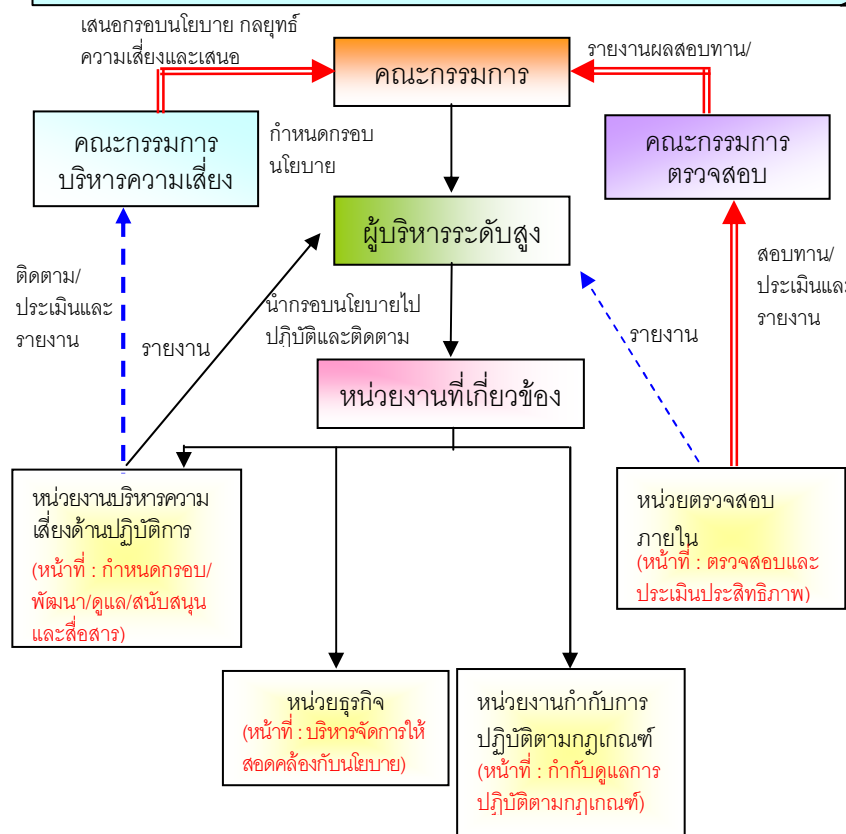 เสนอกรอบนโยบาย กลยุทธ์
ความเสี่ยงและเสนอ
คณะกรรมการ
รายงานผลสอบทาน/
คณะกรรมการ
บริหารความเสี่ยง
กำหนดกรอบ
นโยบาย
คณะกรรมการ
ตรวจสอบ
ผู้บริหารระดับสูง
ติดตาม/
ประเมินและ
รายงาน
รายงาน
นำกรอบนโยบายไป
ปฏิบัติและติดตาม
รายงาน
สอบทาน/
ประเมินและ
รายงาน
หน่วยงานที่เกี่ยวข้อง
หน่วยงานบริหารความ
เสี่ยงด้านปฏิบัติการ
(หน้าที่ : กำหนดกรอบ/
พัฒนา/ดูแล/สนับสนุน
และสื่อสาร)
หน่วยตรวจสอบ
ภายใน
(หน้าที่ : ตรวจสอบและ
ประเมินประสิทธิภาพ)
หน่วยธุรกิจ
(หน้าที่ : บริหารจัดการให้
สอดคล้องกับนโยบาย)
หน่วยงานกำกับการ
ปฏิบัติตามกฎเกณฑ์
(หน้าที่ : กำกับดูแลการ
ปฏิบัติตามกฎเกณฑ์)